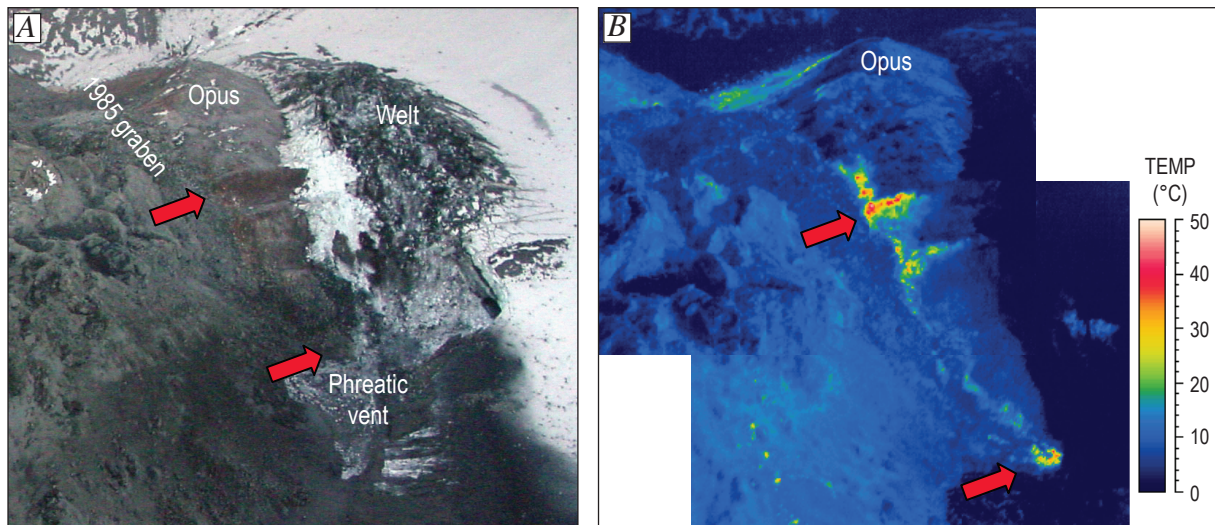 A
Opus
Welt
1985 graben
Phreatic
vent
B
Opus
TEMP
(°C)
50
40
30
20
10
0